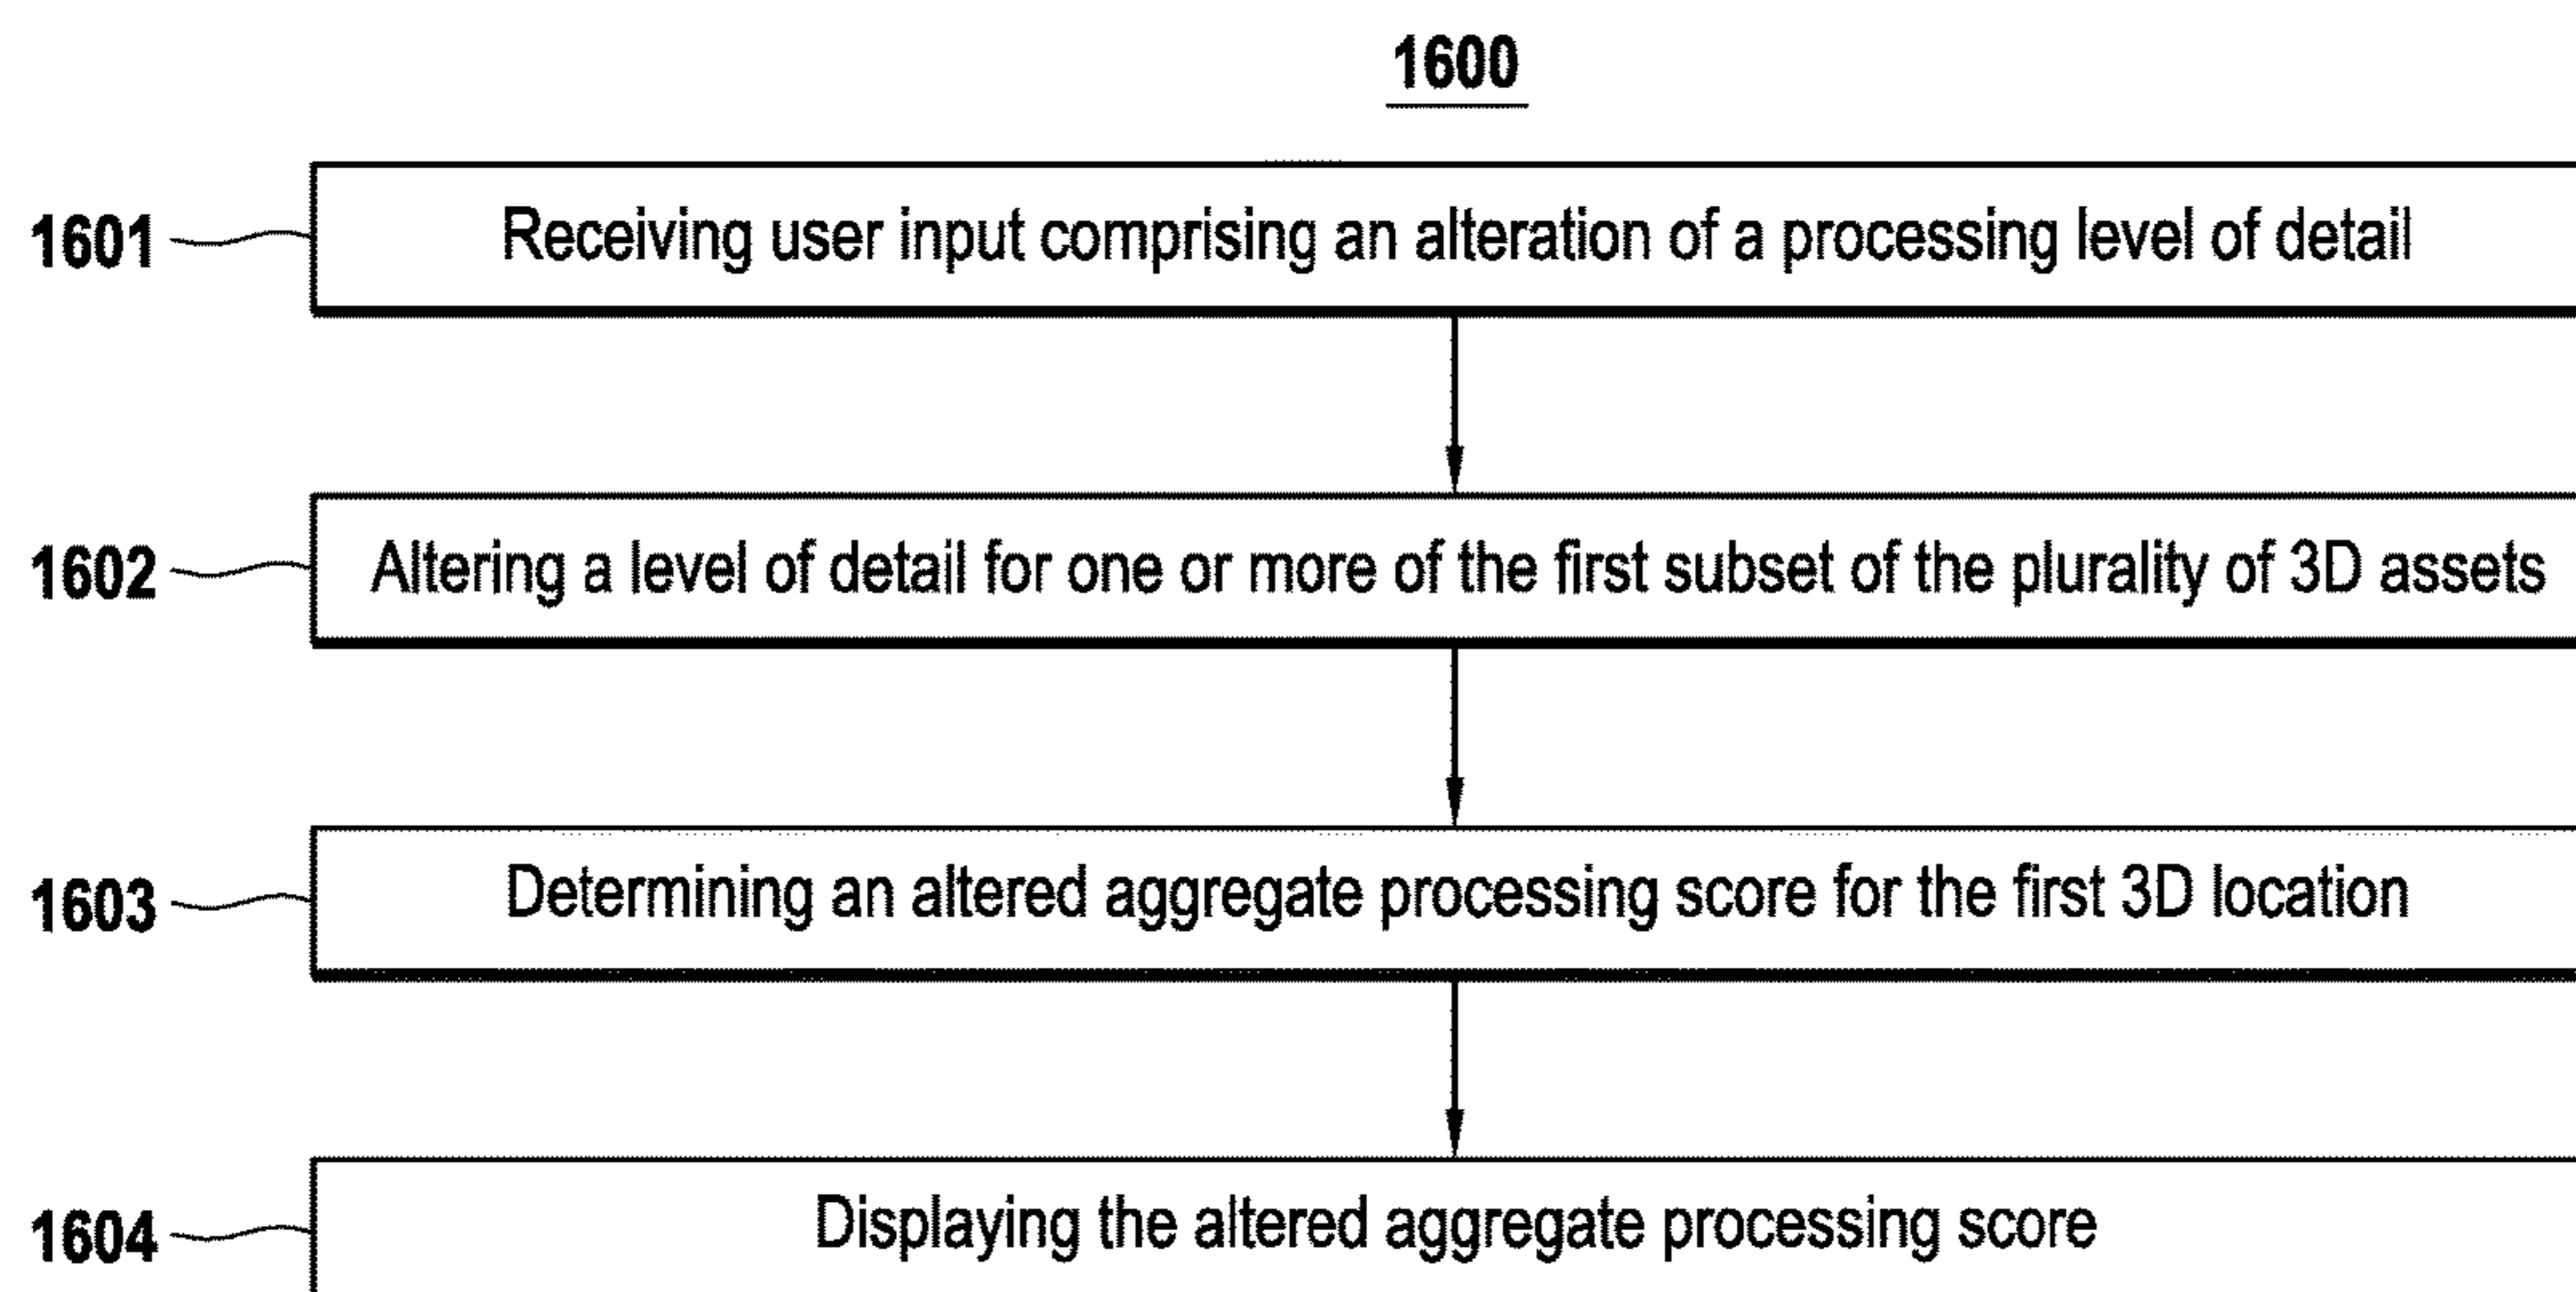 1600
1601 Receiving user input comprising an alteration of a processing level of detail
1602 Altering a level of detail for one or more of the first subset of the plurality of 3D assets
1603 Determining an altered aggregate processing score for the first 3D location
1604 Displaying the altered aggregate processing score